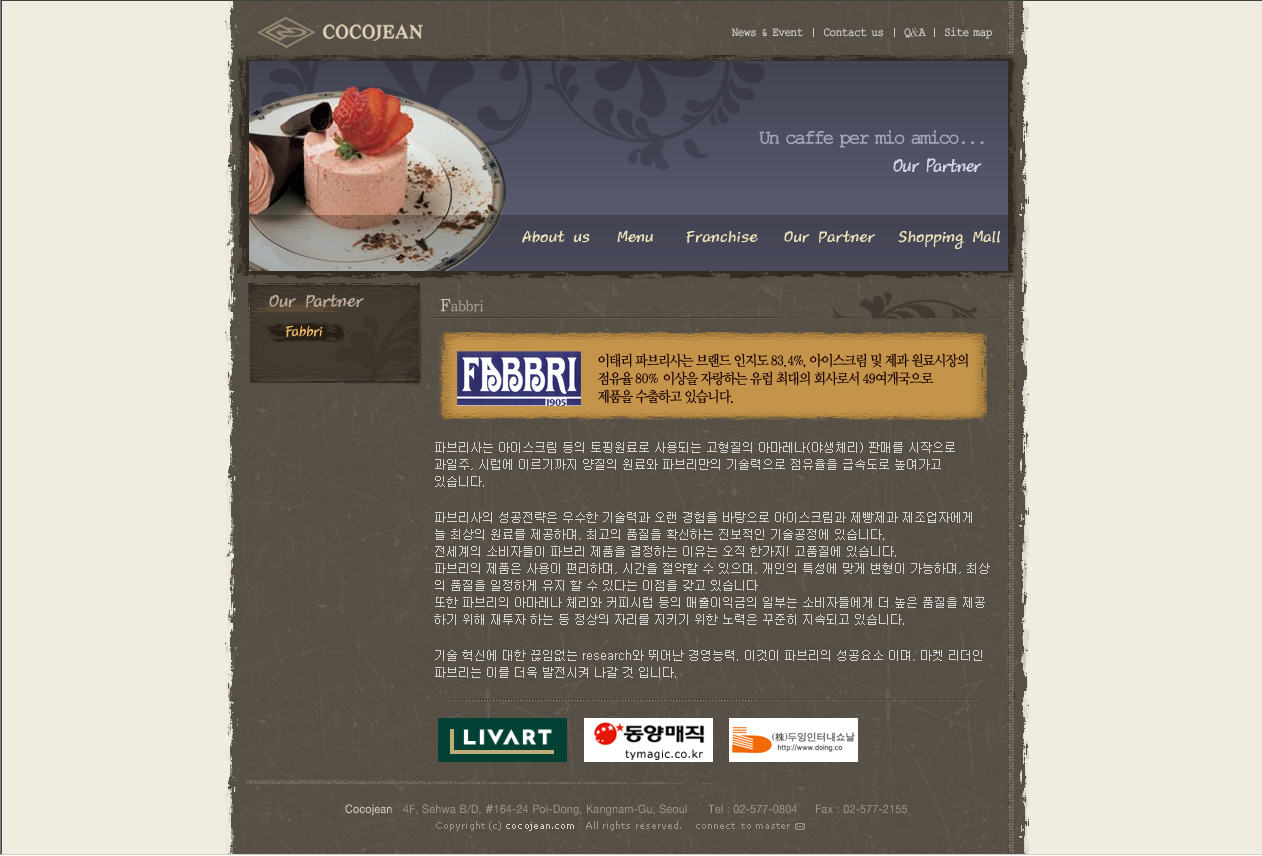 COCOJEAN
News & Event | Contact us | Q&A | Site map
Un caffe per mio amico...
Our Partner
About us Menu Franchise Our Partner Shopping Mall
Our Partner
Fabbri
Fabbri
FABBRI
1905
이태리 파브리사는 브랜드 인지도 83.4%, 아이스크림 및 제과 원료시장의
점유율 80% 이상을 자랑하는 유럽 최대의 회사로서 49여개국으로
제품을 수출하고 있습니다.
파브리사는 아이스크림 등의 토핑원료로 사용되는 고형질의 아마레나(야생체리) 판매를 시작으로
과일주, 시럽에 이르기까지 양질의 원료와 파브리만의 기술력으로 점유율을 급속도로 높여가고
있습니다.
파브리사의 성공전략은 우수한 기술력과 오랜 경험을 바탕으로 아이스크림과 제빵제과 제조업자에게
늘 최상의 원료를 제공하며, 최고의 품질을 확신하는 진보적인 기술공정에 있습니다.
전세계의 소비자들이 파브리 제품을 결정하는 이유는 오직 한가지! 고품질에 있습니다.
파브리의 제품은 사용이 편리하며, 시간을 절약할 수 있으며, 개인의 특성에 맞게 변형이 가능하며, 최상
의 품질을 일정하게 유지 할 수 있다는 이점을 갖고 있습니다
또한 파브리의 아마레나 체리와 커피시럽 등의 매출이익금의 일부는 소비자들에게 더 높은 품질을 제공
하기 위해 재투자 하는 등 정상의 자리를 지키기 위한 노력은 꾸준히 지속되고 있습니다.
기술 혁신에 대한 끊임없는 research와 뛰어난 경영능력. 이것이 파브리의 성공요소 이며, 마켓 리더인
파브리는 이를 더욱 발전시켜 나갈 것 입니다.
LIVART
동양매직
tymagic.co.kr
(株)두잉인터내쇼날
http://www.doing.co
Cocojean 4F, Sehwa B/D, #164-24 Poi-Dong, Kangnam-Gu, Seoul Tel : 02-577-0804 Fax : 02-577-2155
Copyright (c) cocojean.com All rights reserved. connect to master